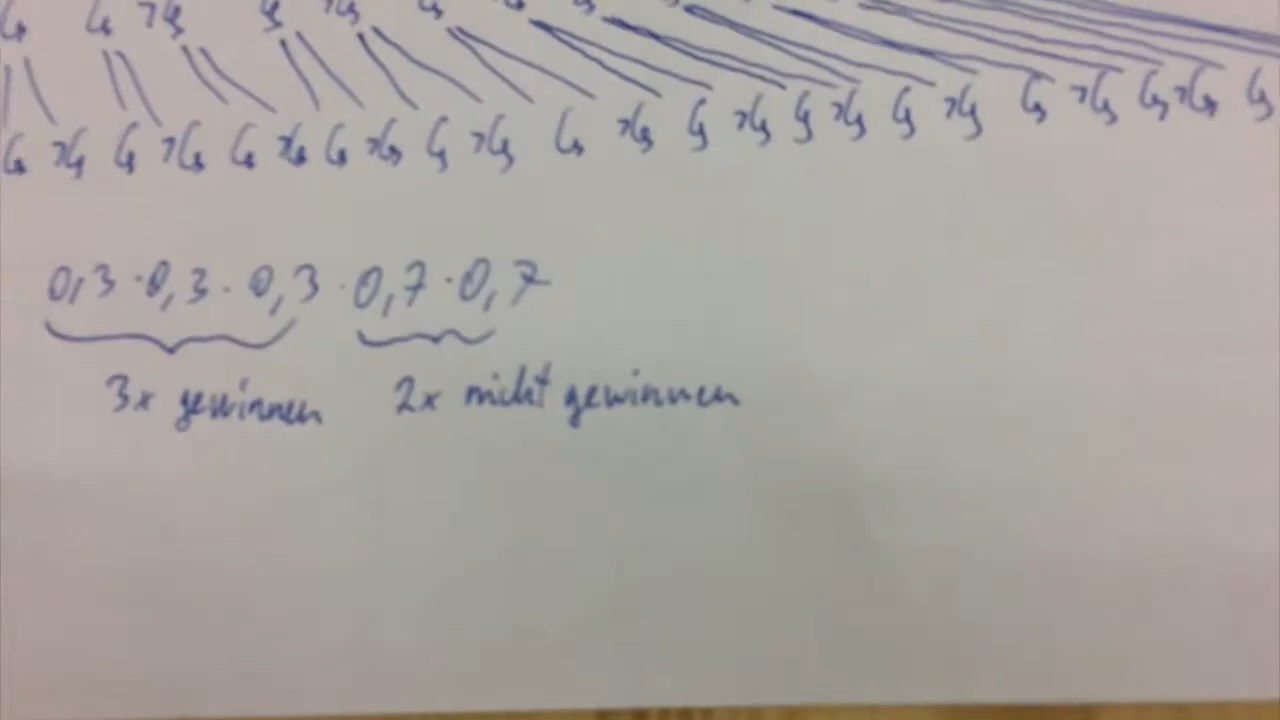 G G ¬G G ¬G G
G ¬G G ¬G G ¬G G ¬G G ¬G G ¬G G ¬G G ¬G G ¬G G ¬G G ¬G G
0,3 · 0,3 · 0,3 · 0,7 · 0,7
3x gewinnen 2x nicht gewinnen